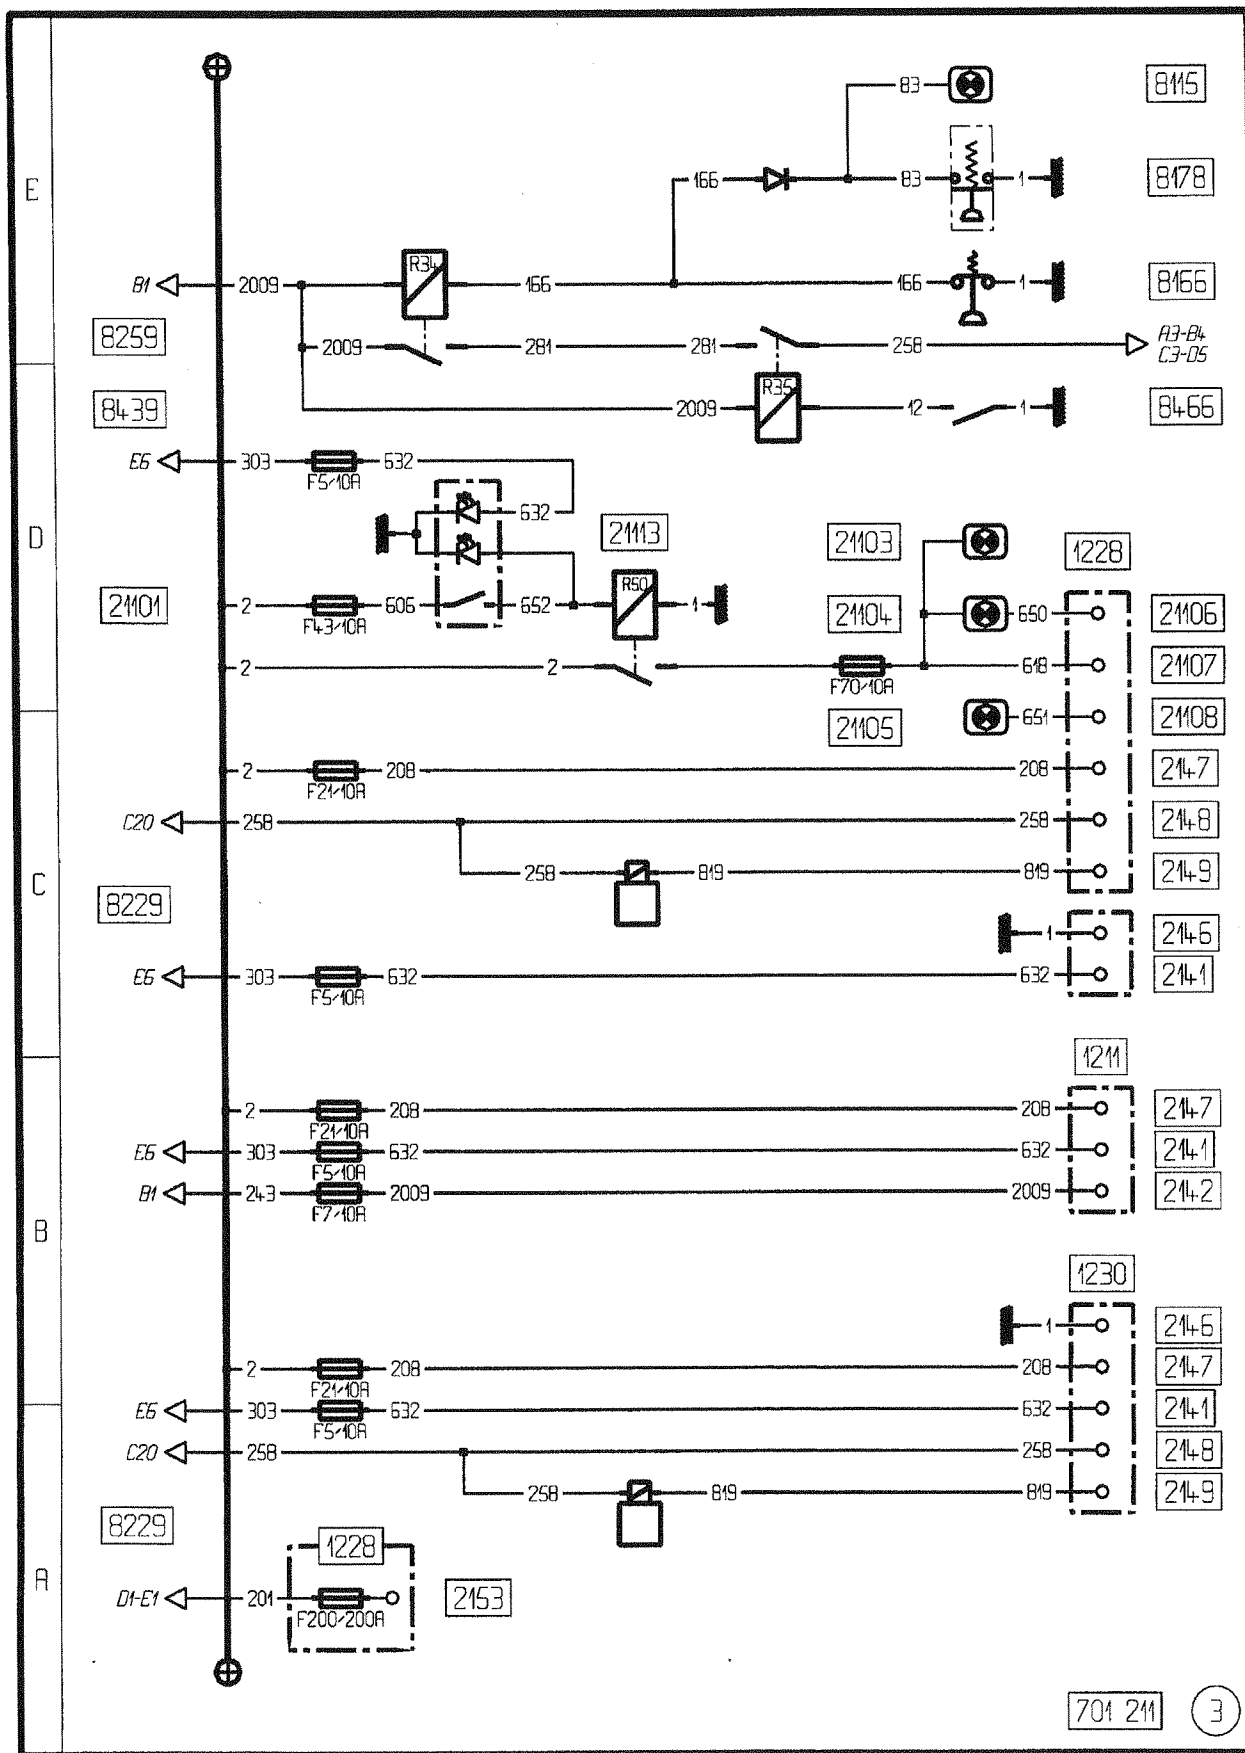 83 8115
E 166 83 1 8178
B1 2009 R34 166 166 1 8166
8259 2009 281 281 258 A3-B4
C3-D5
8439 2009 R35 12 1 8466
E6 303 632
F5/10A
632
D 21113 21103 1228
21101 2 606 652 R50 1 21104 650 21106
F43/10A
2 2 618 21107
F70/10A
21105 651 21108
2 208 208 2147
F21/10A
C20 258 258 2148
C 258 819 819 2149
8229 1 2146
E6 303 632 632 2141
F5/10A
1211
2 208 208 2147
F21/10A
E6 303 632 632 2141
F5/10A
B1 243 2009 2009 2142
F7/10A
B
1230
1 2146
2 208 208 2147
F21/10A
E6 303 632 632 2141
F5/10A
C20 258 258 2148
258 819 819 2149
8229 1228
A
D1-E1 201 2153
F200/200A
701 211 3